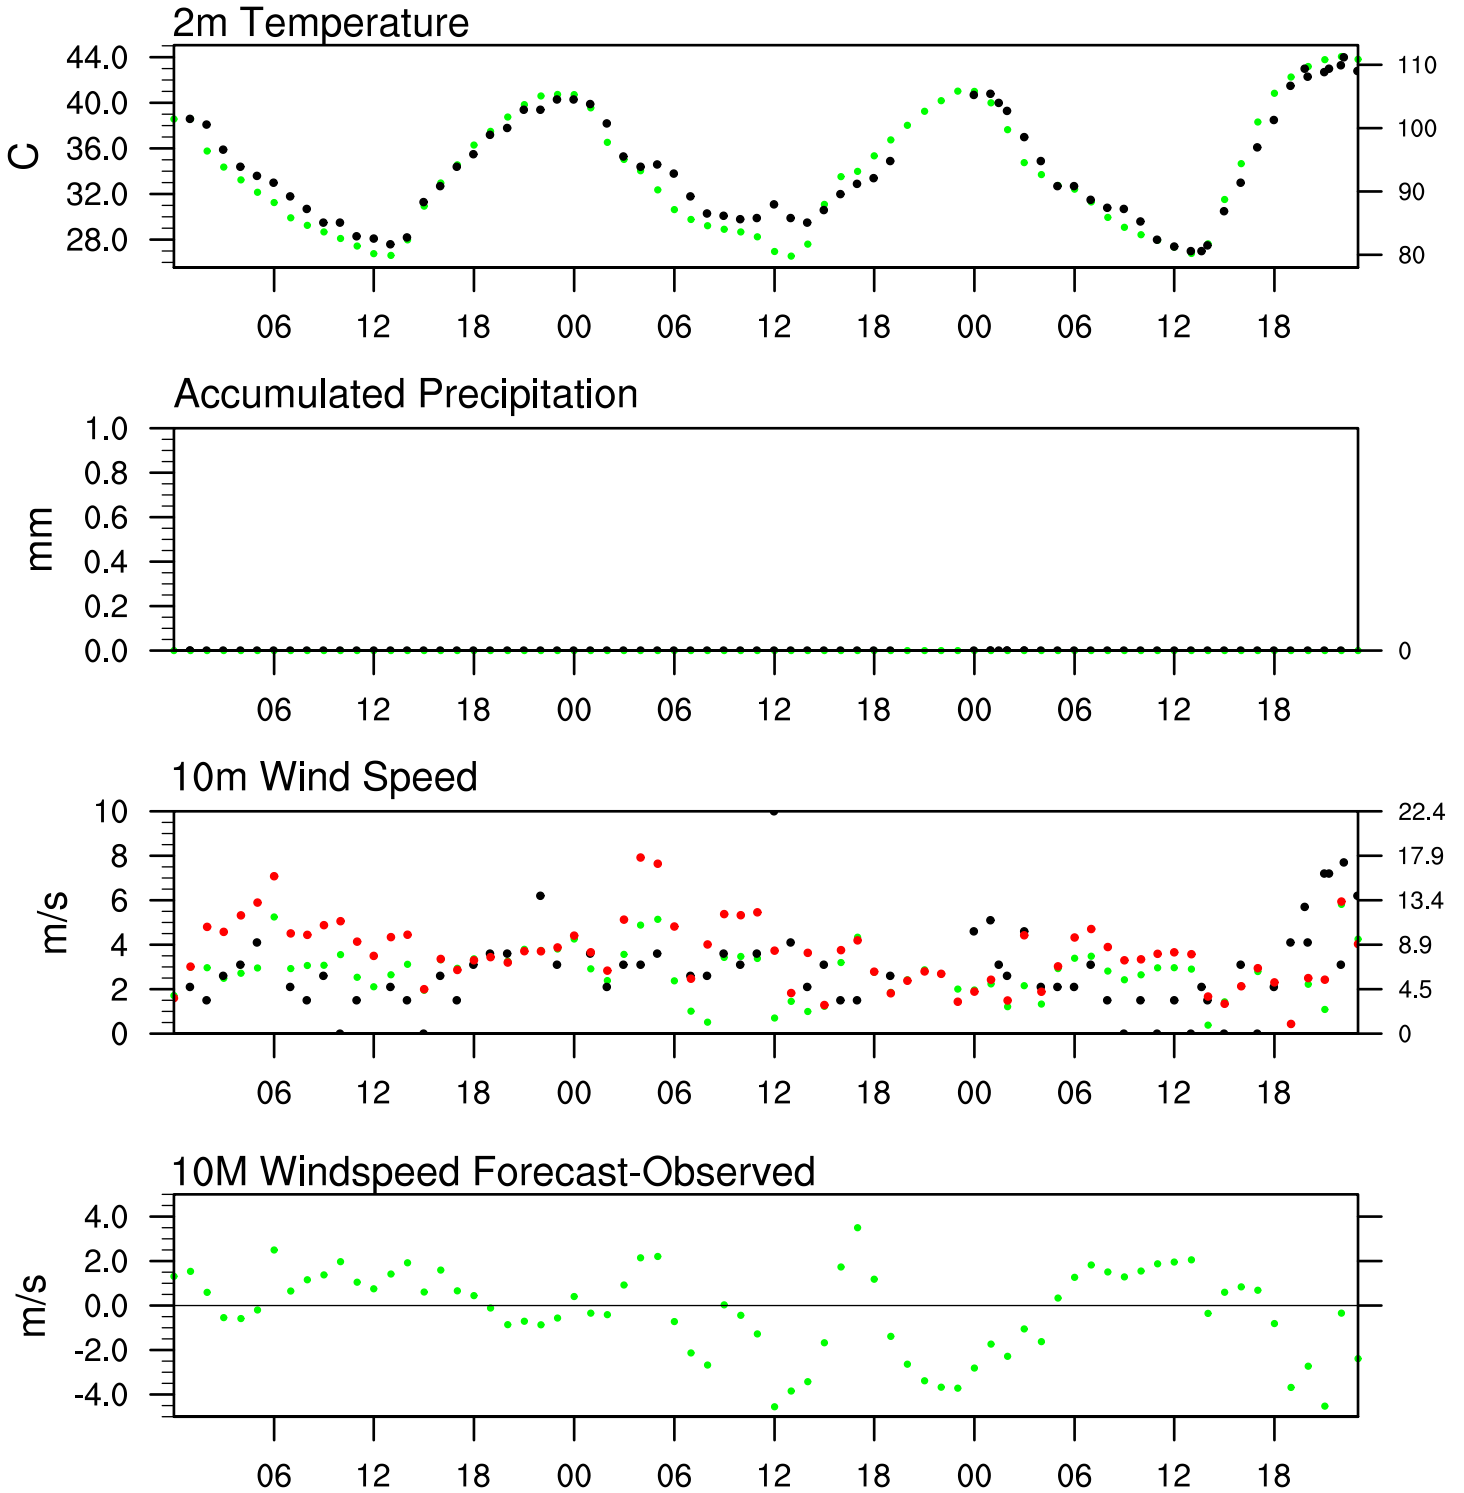 2m Temperature
44.0
40.0
36.0
32.0
28.0
C
110
100
90
80
06 12 18 00 06 12 18 00 06 12 18
Accumulated Precipitation
1.0
0.8
0.6
0.4
0.2
0.0
mm
0
06 12 18 00 06 12 18 00 06 12 18
10m Wind Speed
10
8
6
4
2
0
m/s
22.4
17.9
13.4
8.9
4.5
0
06 12 18 00 06 12 18 00 06 12 18
10M Windspeed Forecast-Observed
4.0
2.0
0.0
-2.0
-4.0
m/s
06 12 18 00 06 12 18 00 06 12 18